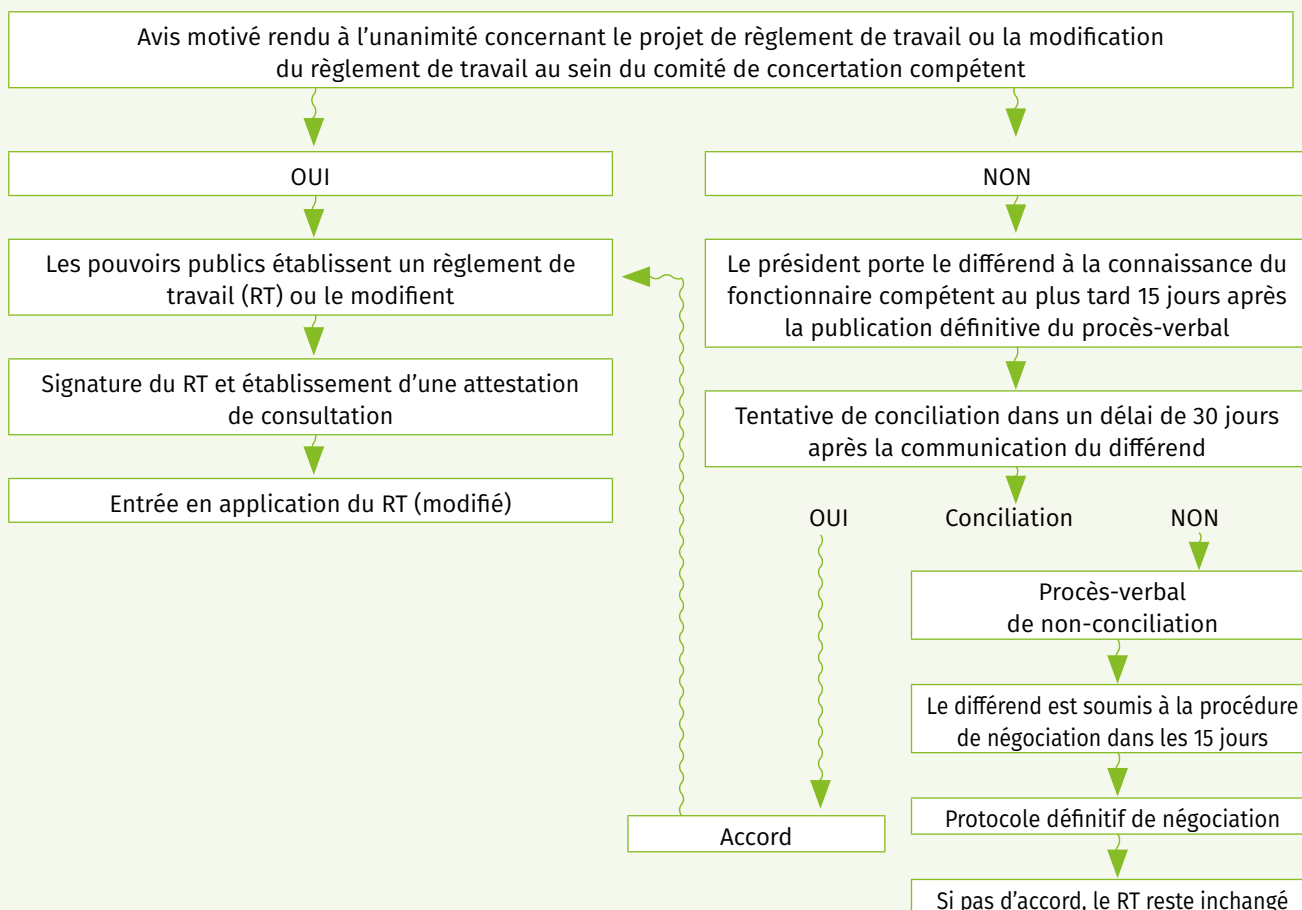 Avis motivé rendu à l’unanimité concernant le projet de règlement de travail ou la modification
du règlement de travail au sein du comité de concertation compétent
OUI
Les pouvoirs publics établissent un règlement de
travail (RT) ou le modifient
Signature du RT et établissement d’une attestation
de consultation
Entrée en application du RT (modifié)
NON
Le président porte le différend à la connaissance du
fonctionnaire compétent au plus tard 15 jours après
la publication définitive du procès-verbal
Tentative de conciliation dans un délai de 30 jours
après la communication du différend
OUI
Conciliation
NON
Accord
Procès-verbal
de non-conciliation
Le différend est soumis à la procédure
de négociation dans les 15 jours
Protocole définitif de négociation
Si pas d’accord, le RT reste inchangé